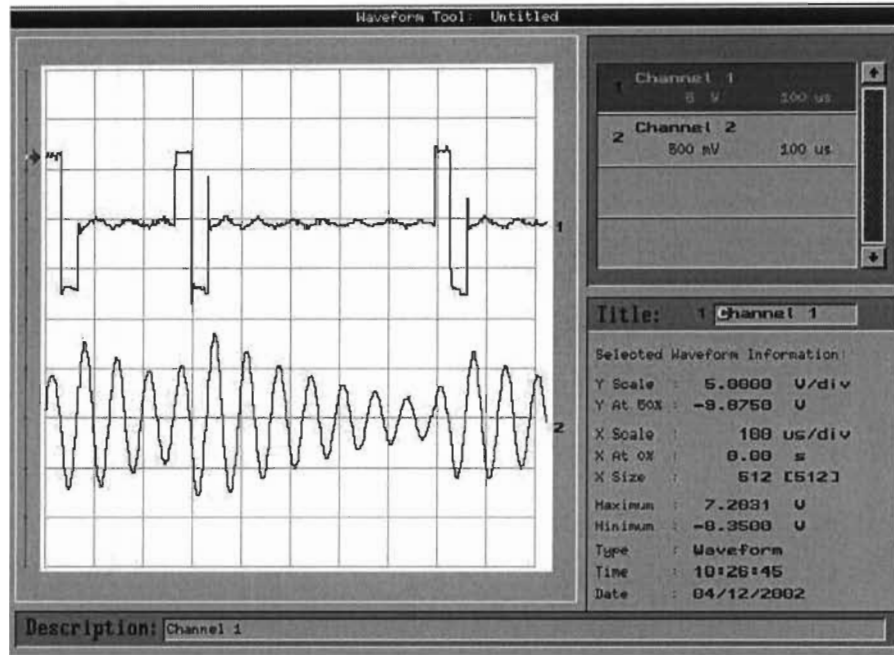 Waveform Tool: Untitled
1 Channel 1
5 V 100 us
2 Channel 2
500 mV 100 us
1
2
Title: 1 Channel 1
Selected Waveform Information:
Y Scale : 5.0000 V/div
Y At 50% : -9.8750 V
X Scale : 100 us/div
X At 0% : 0.00 s
X Size : 512 [512]
Maximum : 7.2031 V
Minimum : -8.3500 V
Type : Waveform
Time : 10:26:45
Date : 04/12/2002
Description: Channel 1